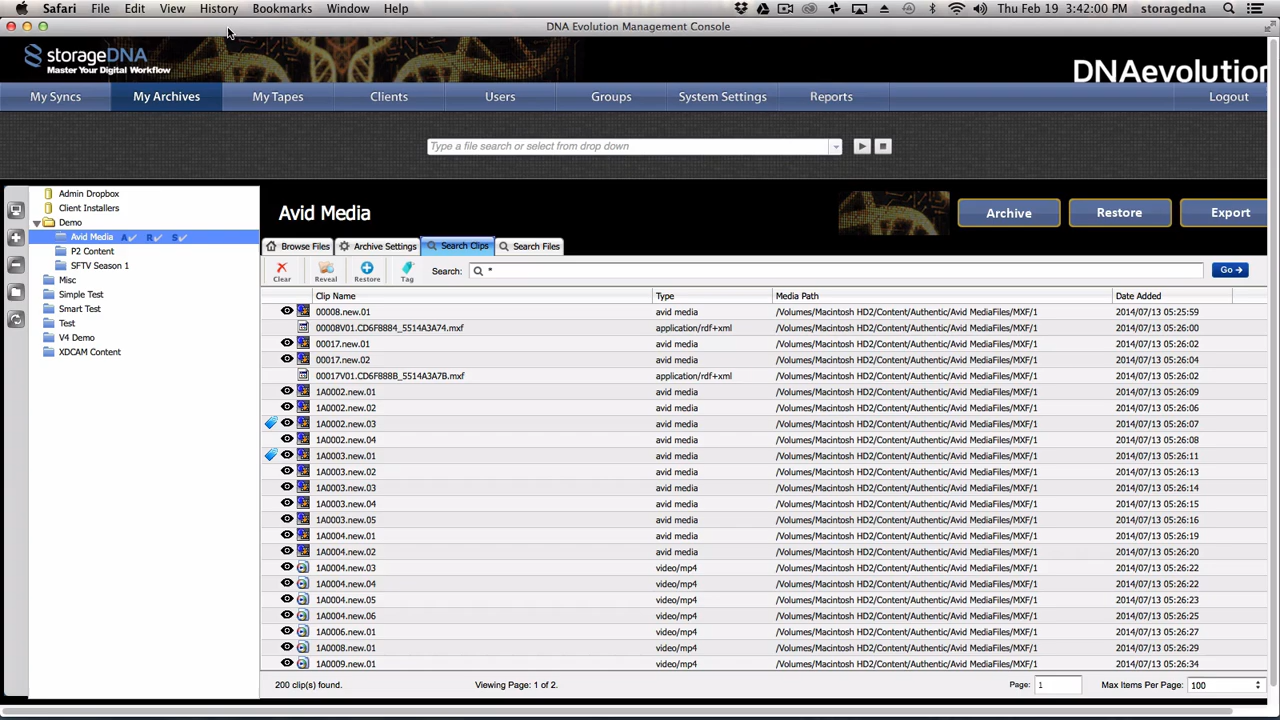 Safari File Edit View History Bookmarks Window Help Thu Feb 19 3:42:00 PM storagedna
DNA Evolution Management Console
storageDNA
Master Your Digital Workflow
DNAevolution
My Syncs My Archives My Tapes Clients Users Groups System Settings Reports Logout
Type a file search or select from drop down
Admin Dropbox
Client Installers
Demo
Avid Media A R S
P2 Content
SFTV Season 1
Misc
Simple Test
Smart Test
Test
V4 Demo
XDCAM Content
Avid Media
Archive Restore Export
Browse Files Archive Settings Search Clips Search Files
Clear Reveal Restore Tag Search: * Go
Clip Name Type Media Path Date Added
00008.new.01 avid media /Volumes/Macintosh HD2/Content/Authentic/Avid MediaFiles/MXF/1 2014/07/13 05:25:59
00008V01.CD6F8884_5514A3A74.mxf application/rdf+xml /Volumes/Macintosh HD2/Content/Authentic/Avid MediaFiles/MXF/1 2014/07/13 05:26:00
00017.new.01 avid media /Volumes/Macintosh HD2/Content/Authentic/Avid MediaFiles/MXF/1 2014/07/13 05:26:02
00017.new.02 avid media /Volumes/Macintosh HD2/Content/Authentic/Avid MediaFiles/MXF/1 2014/07/13 05:26:04
00017V01.CD6F888B_5514A3A7B.mxf application/rdf+xml /Volumes/Macintosh HD2/Content/Authentic/Avid MediaFiles/MXF/1 2014/07/13 05:26:02
1A0002.new.01 avid media /Volumes/Macintosh HD2/Content/Authentic/Avid MediaFiles/MXF/1 2014/07/13 05:26:09
1A0002.new.02 avid media /Volumes/Macintosh HD2/Content/Authentic/Avid MediaFiles/MXF/1 2014/07/13 05:26:06
1A0002.new.03 avid media /Volumes/Macintosh HD2/Content/Authentic/Avid MediaFiles/MXF/1 2014/07/13 05:26:07
1A0002.new.04 avid media /Volumes/Macintosh HD2/Content/Authentic/Avid MediaFiles/MXF/1 2014/07/13 05:26:08
1A0003.new.01 avid media /Volumes/Macintosh HD2/Content/Authentic/Avid MediaFiles/MXF/1 2014/07/13 05:26:11
1A0003.new.02 avid media /Volumes/Macintosh HD2/Content/Authentic/Avid MediaFiles/MXF/1 2014/07/13 05:26:13
1A0003.new.03 avid media /Volumes/Macintosh HD2/Content/Authentic/Avid MediaFiles/MXF/1 2014/07/13 05:26:14
1A0003.new.04 avid media /Volumes/Macintosh HD2/Content/Authentic/Avid MediaFiles/MXF/1 2014/07/13 05:26:15
1A0003.new.05 avid media /Volumes/Macintosh HD2/Content/Authentic/Avid MediaFiles/MXF/1 2014/07/13 05:26:16
1A0004.new.01 avid media /Volumes/Macintosh HD2/Content/Authentic/Avid MediaFiles/MXF/1 2014/07/13 05:26:19
1A0004.new.02 avid media /Volumes/Macintosh HD2/Content/Authentic/Avid MediaFiles/MXF/1 2014/07/13 05:26:20
1A0004.new.03 video/mp4 /Volumes/Macintosh HD2/Content/Authentic/Avid MediaFiles/MXF/1 2014/07/13 05:26:22
1A0004.new.04 video/mp4 /Volumes/Macintosh HD2/Content/Authentic/Avid MediaFiles/MXF/1 2014/07/13 05:26:22
1A0004.new.05 video/mp4 /Volumes/Macintosh HD2/Content/Authentic/Avid MediaFiles/MXF/1 2014/07/13 05:26:23
1A0004.new.06 video/mp4 /Volumes/Macintosh HD2/Content/Authentic/Avid MediaFiles/MXF/1 2014/07/13 05:26:25
1A0006.new.01 video/mp4 /Volumes/Macintosh HD2/Content/Authentic/Avid MediaFiles/MXF/1 2014/07/13 05:26:27
1A0008.new.01 video/mp4 /Volumes/Macintosh HD2/Content/Authentic/Avid MediaFiles/MXF/1 2014/07/13 05:26:31
1A0009.new.01 video/mp4 /Volumes/Macintosh HD2/Content/Authentic/Avid MediaFiles/MXF/1 2014/07/13 05:26:34
200 clip(s) found. Viewing Page: 1 of 2. Page: 1 Max Items Per Page: 100